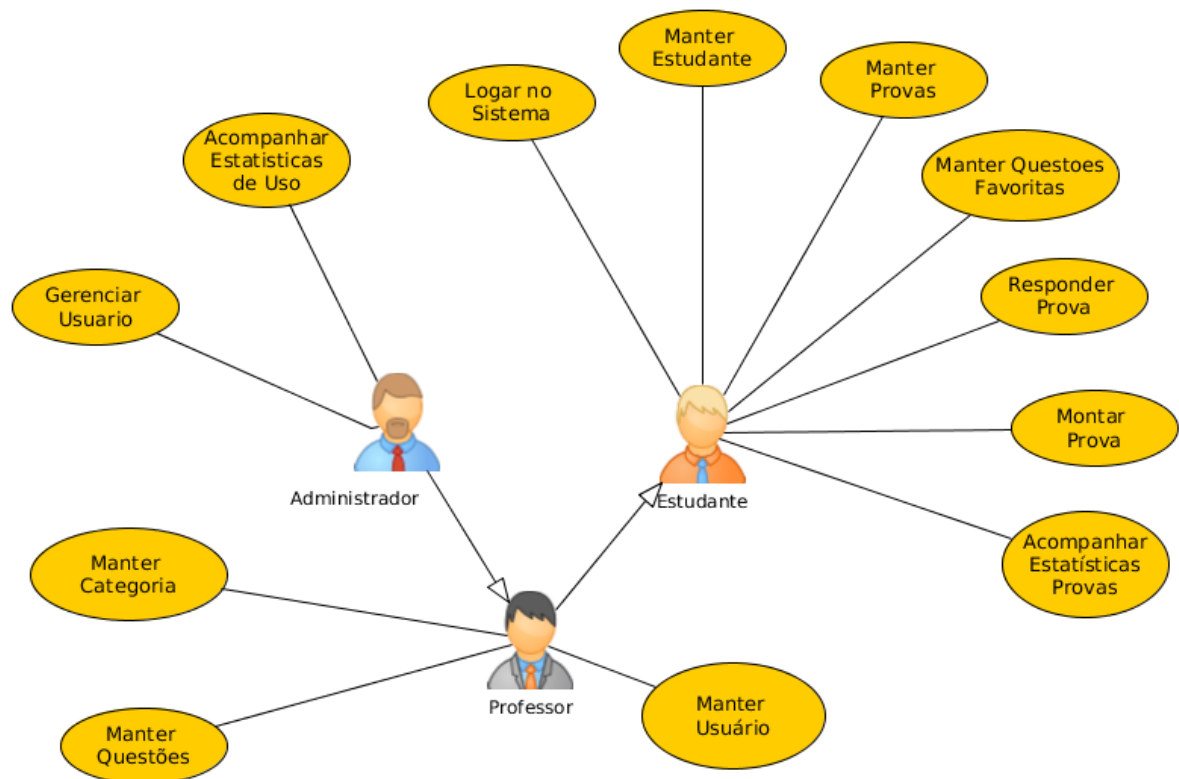 Manter
Estudante
Logar no
Sistema
Manter
Provas
Acompanhar
Estatisticas
de Uso
Manter Questoes
Favoritas
Gerenciar
Usuario
Responder
Prova
Montar
Prova
Administrador
Estudante
Acompanhar
Estatísticas
Provas
Manter
Categoria
Professor
Manter
Usuário
Manter
Questões